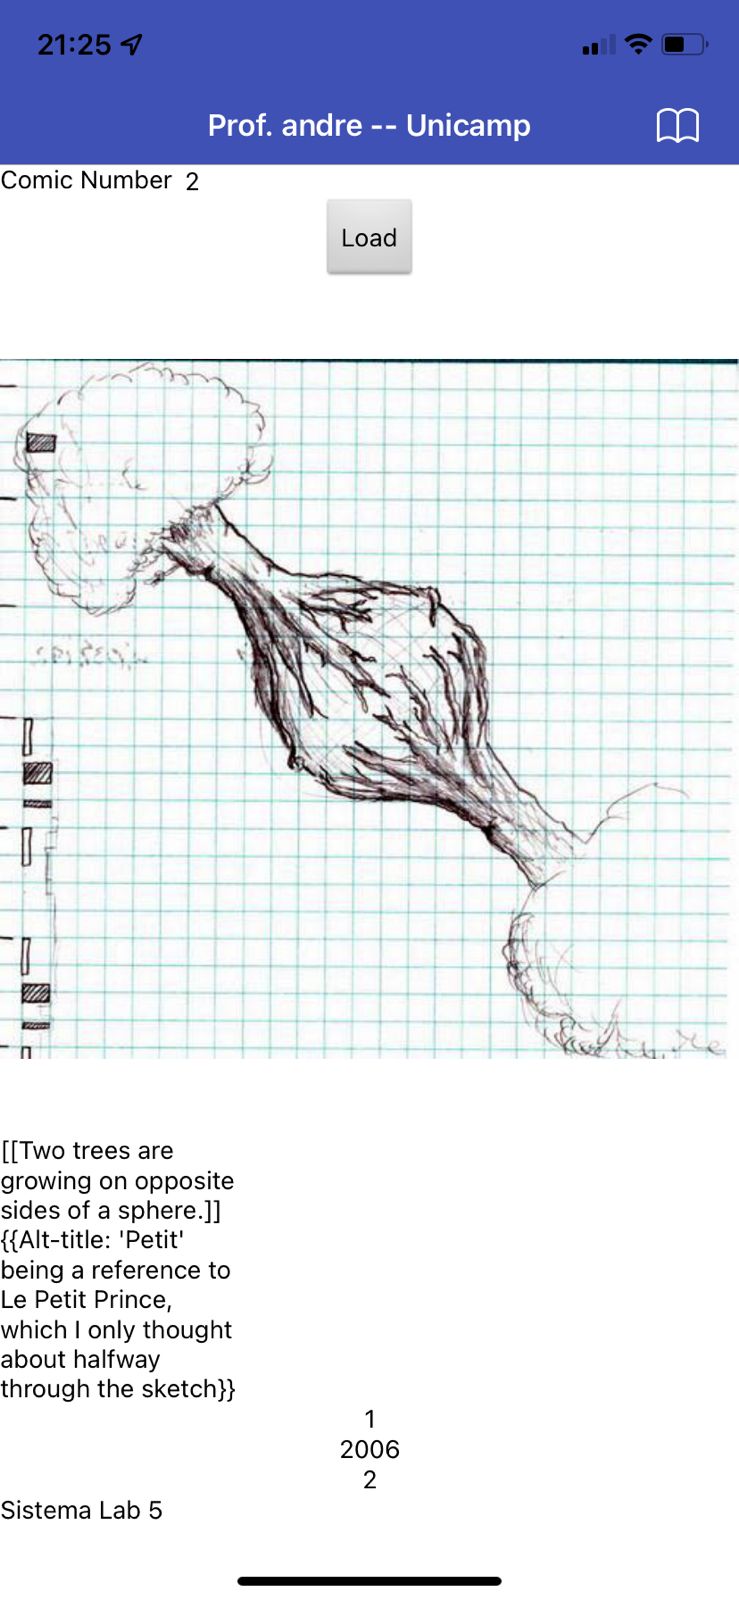 21:25
Prof. andre -- Unicamp
Comic Number 2
Load
[[Two trees are
growing on opposite
sides of a sphere.]]
{{Alt-title: 'Petit'
being a reference to
Le Petit Prince,
which I only thought
about halfway
through the sketch}}
1
2006
2
Sistema Lab 5